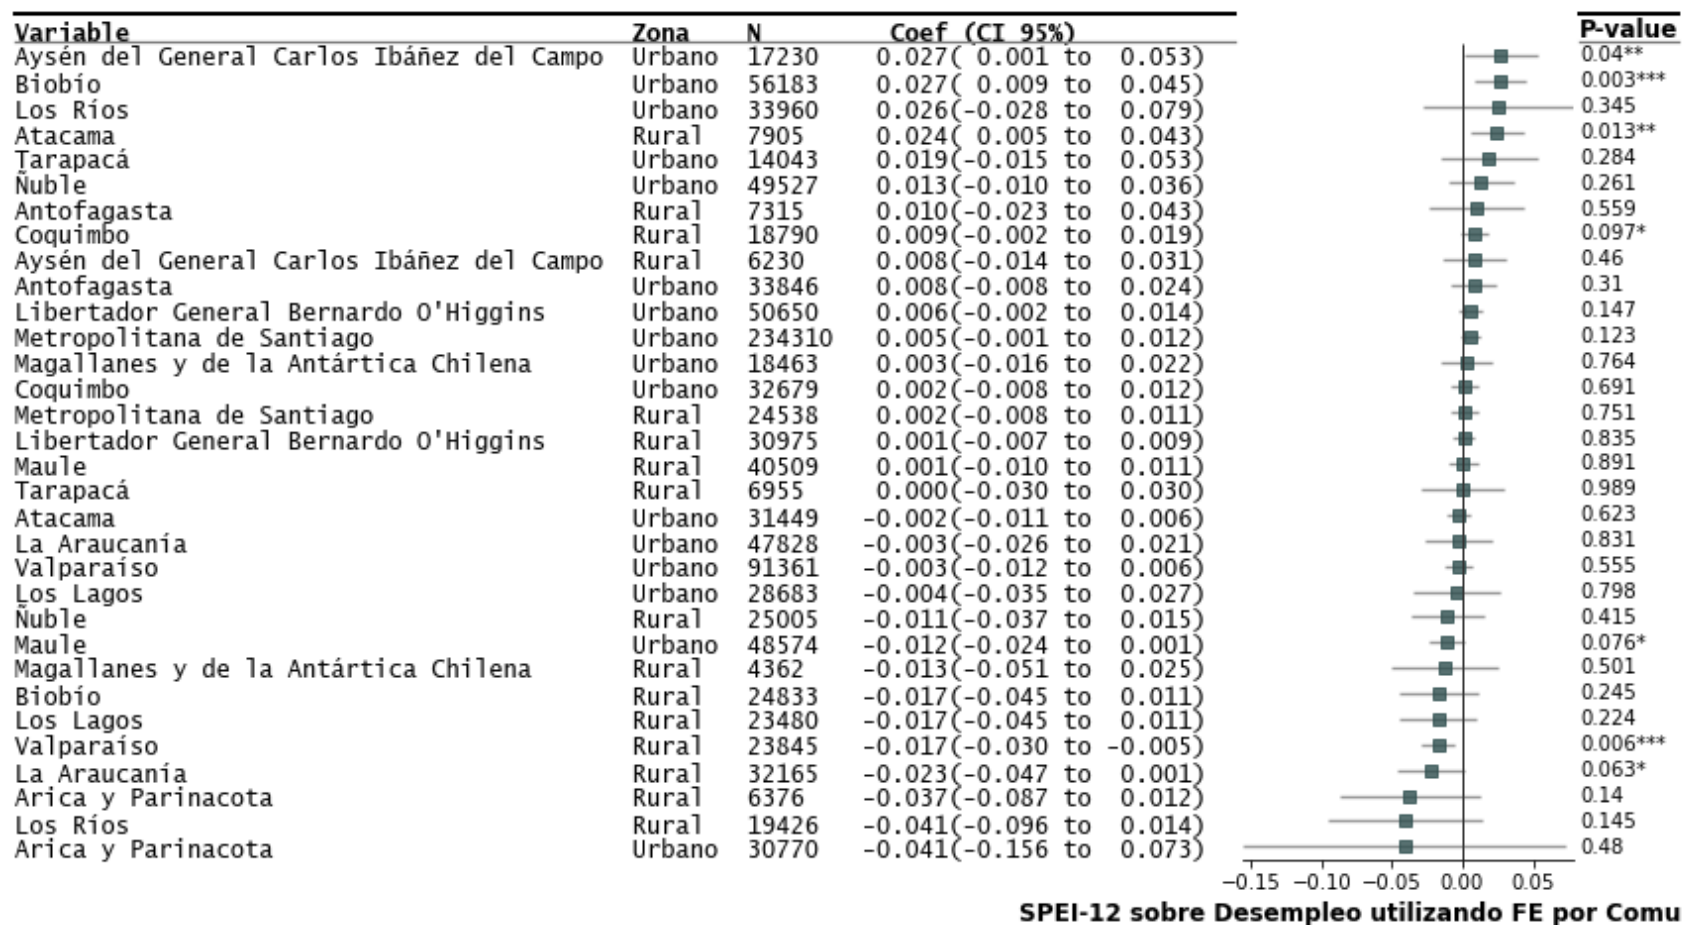 Variable Zona N Coef (CI 95%) P-value
Aysén del General Carlos Ibáñez del Campo Urbano 17230 0.027( 0.001 to 0.053) 0.04**
Biobío Urbano 56183 0.027( 0.009 to 0.045) 0.003***
Los Ríos Urbano 33960 0.026(-0.028 to 0.079) 0.345
Atacama Rural 7905 0.024( 0.005 to 0.043) 0.013**
Tarapacá Urbano 14043 0.019(-0.015 to 0.053) 0.284
Ñuble Urbano 49527 0.013(-0.010 to 0.036) 0.261
Antofagasta Rural 7315 0.010(-0.023 to 0.043) 0.559
Coquimbo Rural 18790 0.009(-0.002 to 0.019) 0.097*
Aysén del General Carlos Ibáñez del Campo Rural 6230 0.008(-0.014 to 0.031) 0.46
Antofagasta Urbano 33846 0.008(-0.008 to 0.024) 0.31
Libertador General Bernardo O'Higgins Urbano 50650 0.006(-0.002 to 0.014) 0.147
Metropolitana de Santiago Urbano 234310 0.005(-0.001 to 0.012) 0.123
Magallanes y de la Antártica Chilena Urbano 18463 0.003(-0.016 to 0.022) 0.764
Coquimbo Urbano 32679 0.002(-0.008 to 0.012) 0.691
Metropolitana de Santiago Rural 24538 0.002(-0.008 to 0.011) 0.751
Libertador General Bernardo O'Higgins Rural 30975 0.001(-0.007 to 0.009) 0.835
Maule Rural 40509 0.001(-0.010 to 0.011) 0.891
Tarapacá Rural 6955 0.000(-0.030 to 0.030) 0.989
Atacama Urbano 31449 -0.002(-0.011 to 0.006) 0.623
La Araucanía Urbano 47828 -0.003(-0.026 to 0.021) 0.831
Valparaíso Urbano 91361 -0.003(-0.012 to 0.006) 0.555
Los Lagos Urbano 28683 -0.004(-0.035 to 0.027) 0.798
Ñuble Rural 25005 -0.011(-0.037 to 0.015) 0.415
Maule Urbano 48574 -0.012(-0.024 to 0.001) 0.076*
Magallanes y de la Antártica Chilena Rural 4362 -0.013(-0.051 to 0.025) 0.501
Biobío Rural 24833 -0.017(-0.045 to 0.011) 0.245
Los Lagos Rural 23480 -0.017(-0.045 to 0.011) 0.224
Valparaíso Rural 23845 -0.017(-0.030 to -0.005) 0.006***
La Araucanía Rural 32165 -0.023(-0.047 to 0.001) 0.063*
Arica y Parinacota Rural 6376 -0.037(-0.087 to 0.012) 0.14
Los Ríos Rural 19426 -0.041(-0.096 to 0.014) 0.145
Arica y Parinacota Urbano 30770 -0.041(-0.156 to 0.073) 0.48
−0.15 −0.10 −0.05 0.00 0.05
SPEI-12 sobre Desempleo utilizando FE por Comu